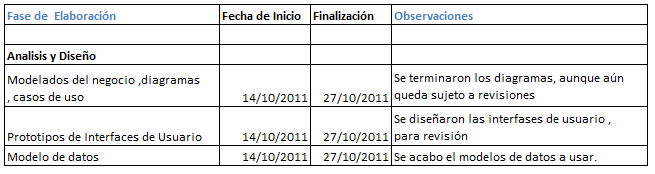 Fase de  Elaboración Fecha de Inicio Finalización Observaciones
Analisis y Diseño
Modelados del negocio ,diagramas
, casos de uso 14/10/2011 27/10/2011 Se terminaron los diagramas, aunque aún
queda sujeto a revisiones
Prototipos de Interfaces de Usuario 14/10/2011 27/10/2011 Se diseñaron las interfases de usuario ,
para revisión
Modelo de datos 14/10/2011 27/10/2011 Se acabo el modelos de datos a usar.